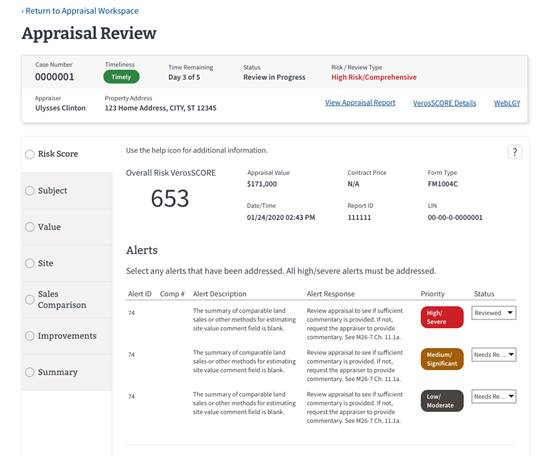 ‹ Return to Appraisal Workspace
Appraisal Review
Case Number
0000001
Timeliness
Timely
Time Remaining
Day 3 of 5
Status
Review in Progress
Risk / Review Type
High Risk/Comprehensive
Appraiser
Ulysses Clinton
Property Address
123 Home Address, CITY, ST 12345
View Appraisal Report
VerosSCORE Details
WebLGY
Risk Score
Subject
Value
Site
Sales
Comparison
Improvements
Summary
Use the help icon for additional information.
?
Overall Risk VerosSCORE
653
Appraisal Value
$171,000
Contract Price
N/A
Form Type
FM1004C
Date/Time
01/24/2020 02:43 PM
Report ID
111111
LIN
00-00-0-0000001
Alerts
Select any alerts that have been addressed. All high/severe alerts must be addressed.
Alert ID Comp # Alert Description Alert Response Priority Status
74
The summary of comparable land
sales or other methods for estimating
site value comment field is blank.
Review appraisal to see if sufficient
commentary is provided. If not,
request the appraiser to provide
commentary. See M26-7 Ch. 11.1a.
High/
Severe
Reviewed
74
The summary of comparable land
sales or other methods for estimating
site value comment field is blank.
Review appraisal to see if sufficient
commentary is provided. If not,
request the appraiser to provide
commentary. See M26-7 Ch. 11.1a.
Medium/
Significant
Needs Re...
74
The summary of comparable land
sales or other methods for estimating
site value comment field is blank.
Review appraisal to see if sufficient
commentary is provided. If not,
request the appraiser to provide
commentary. See M26-7 Ch. 11.1a.
Low/
Moderate
Needs Re...